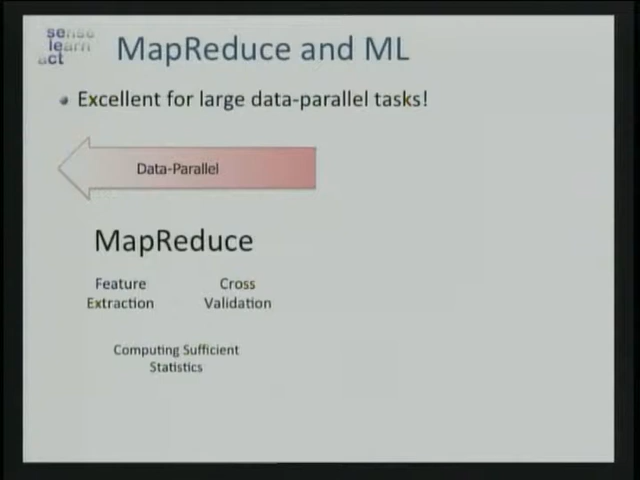 sense
learn
act
MapReduce and ML
Excellent for large data-parallel tasks!
Data-Parallel
MapReduce
Feature
Extraction
Cross
Validation
Computing Sufficient
Statistics